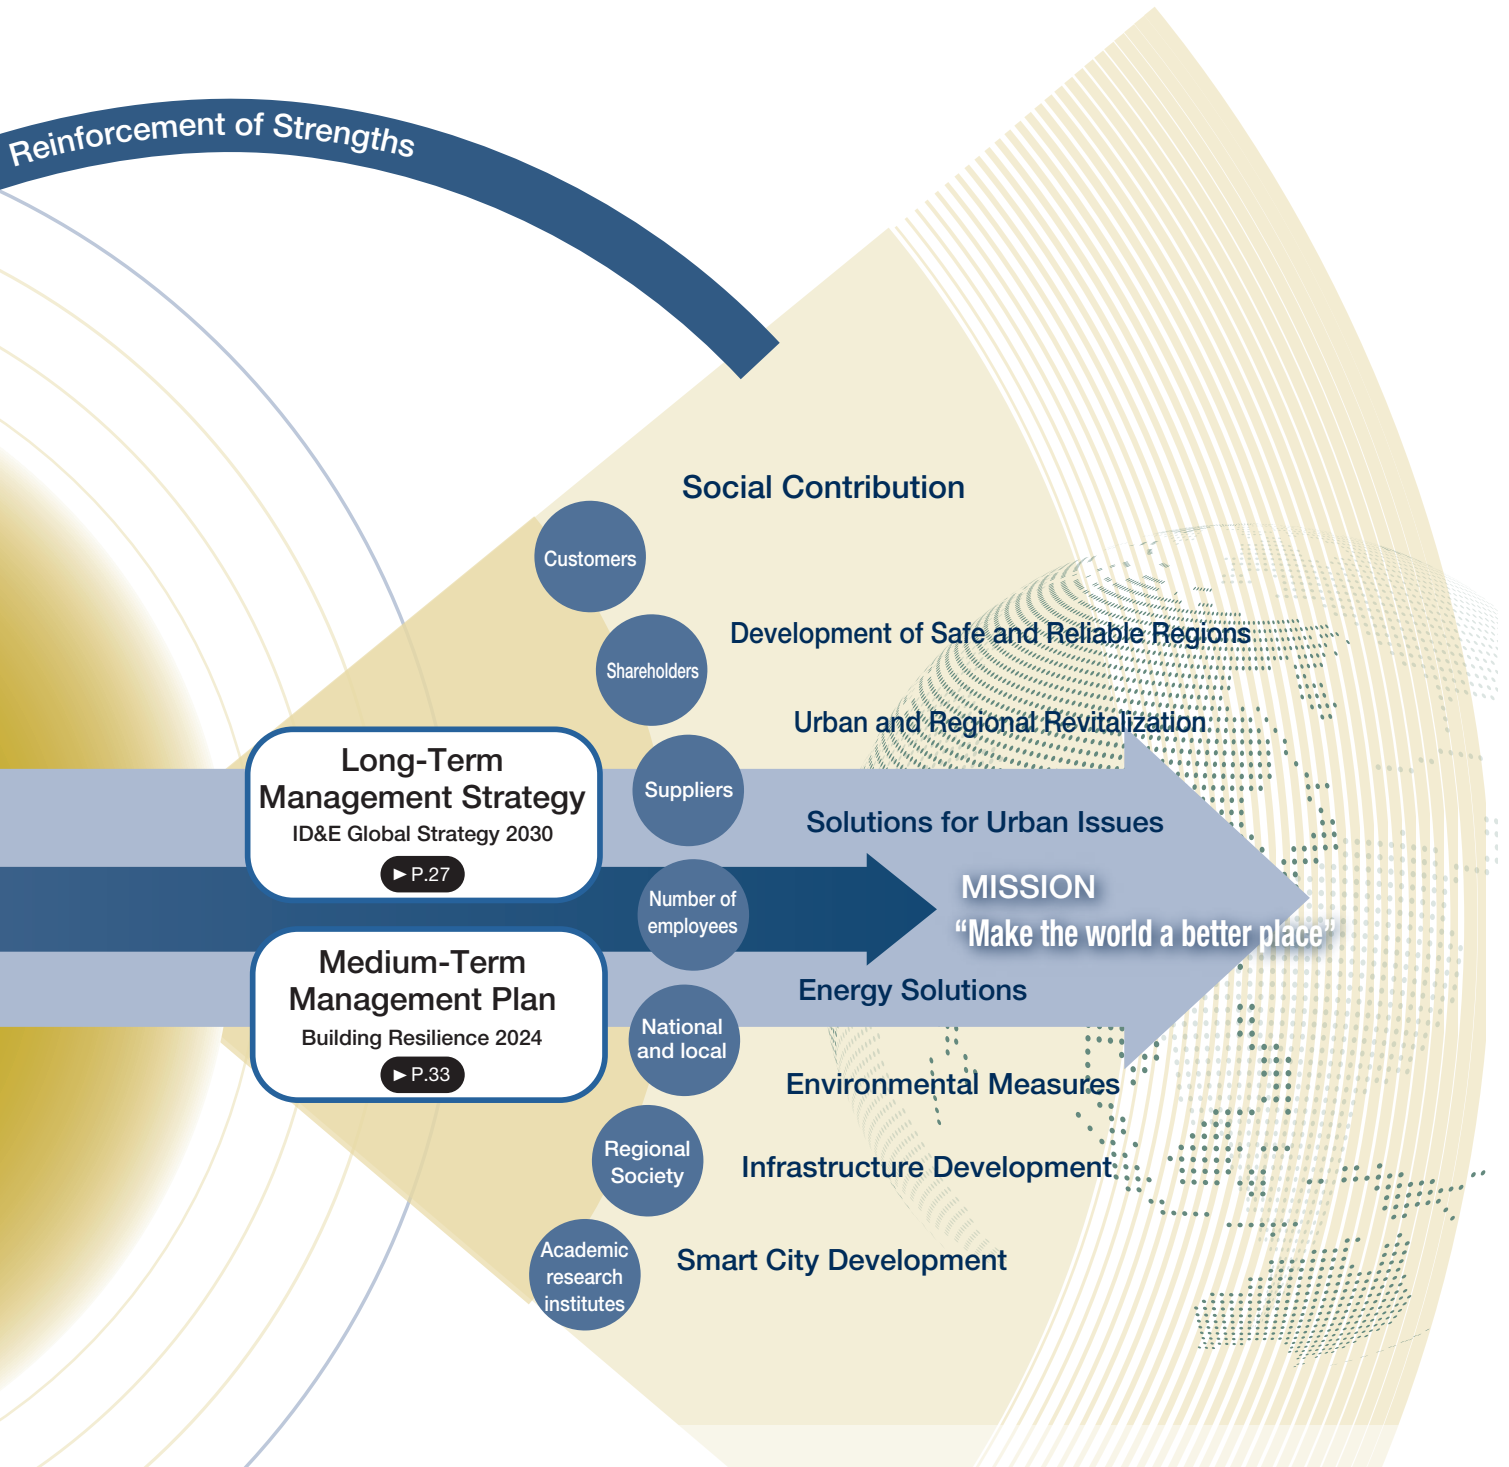 Reinforcement of Strengths
Social Contribution
Customers
Development of Safe and Reliable Regions
Shareholders
Urban and Regional Revitalization
Long-Term
Management Strategy
ID&E Global Strategy 2030
►P.27
Suppliers
Solutions for Urban Issues
Number of
employees
MISSION
“Make the world a better place”
Medium-Term
Management Plan
Building Resilience 2024
►P.33
Energy Solutions
National
and local
Environmental Measures
Regional
Society
Infrastructure Development
Academic
research
institutes
Smart City Development